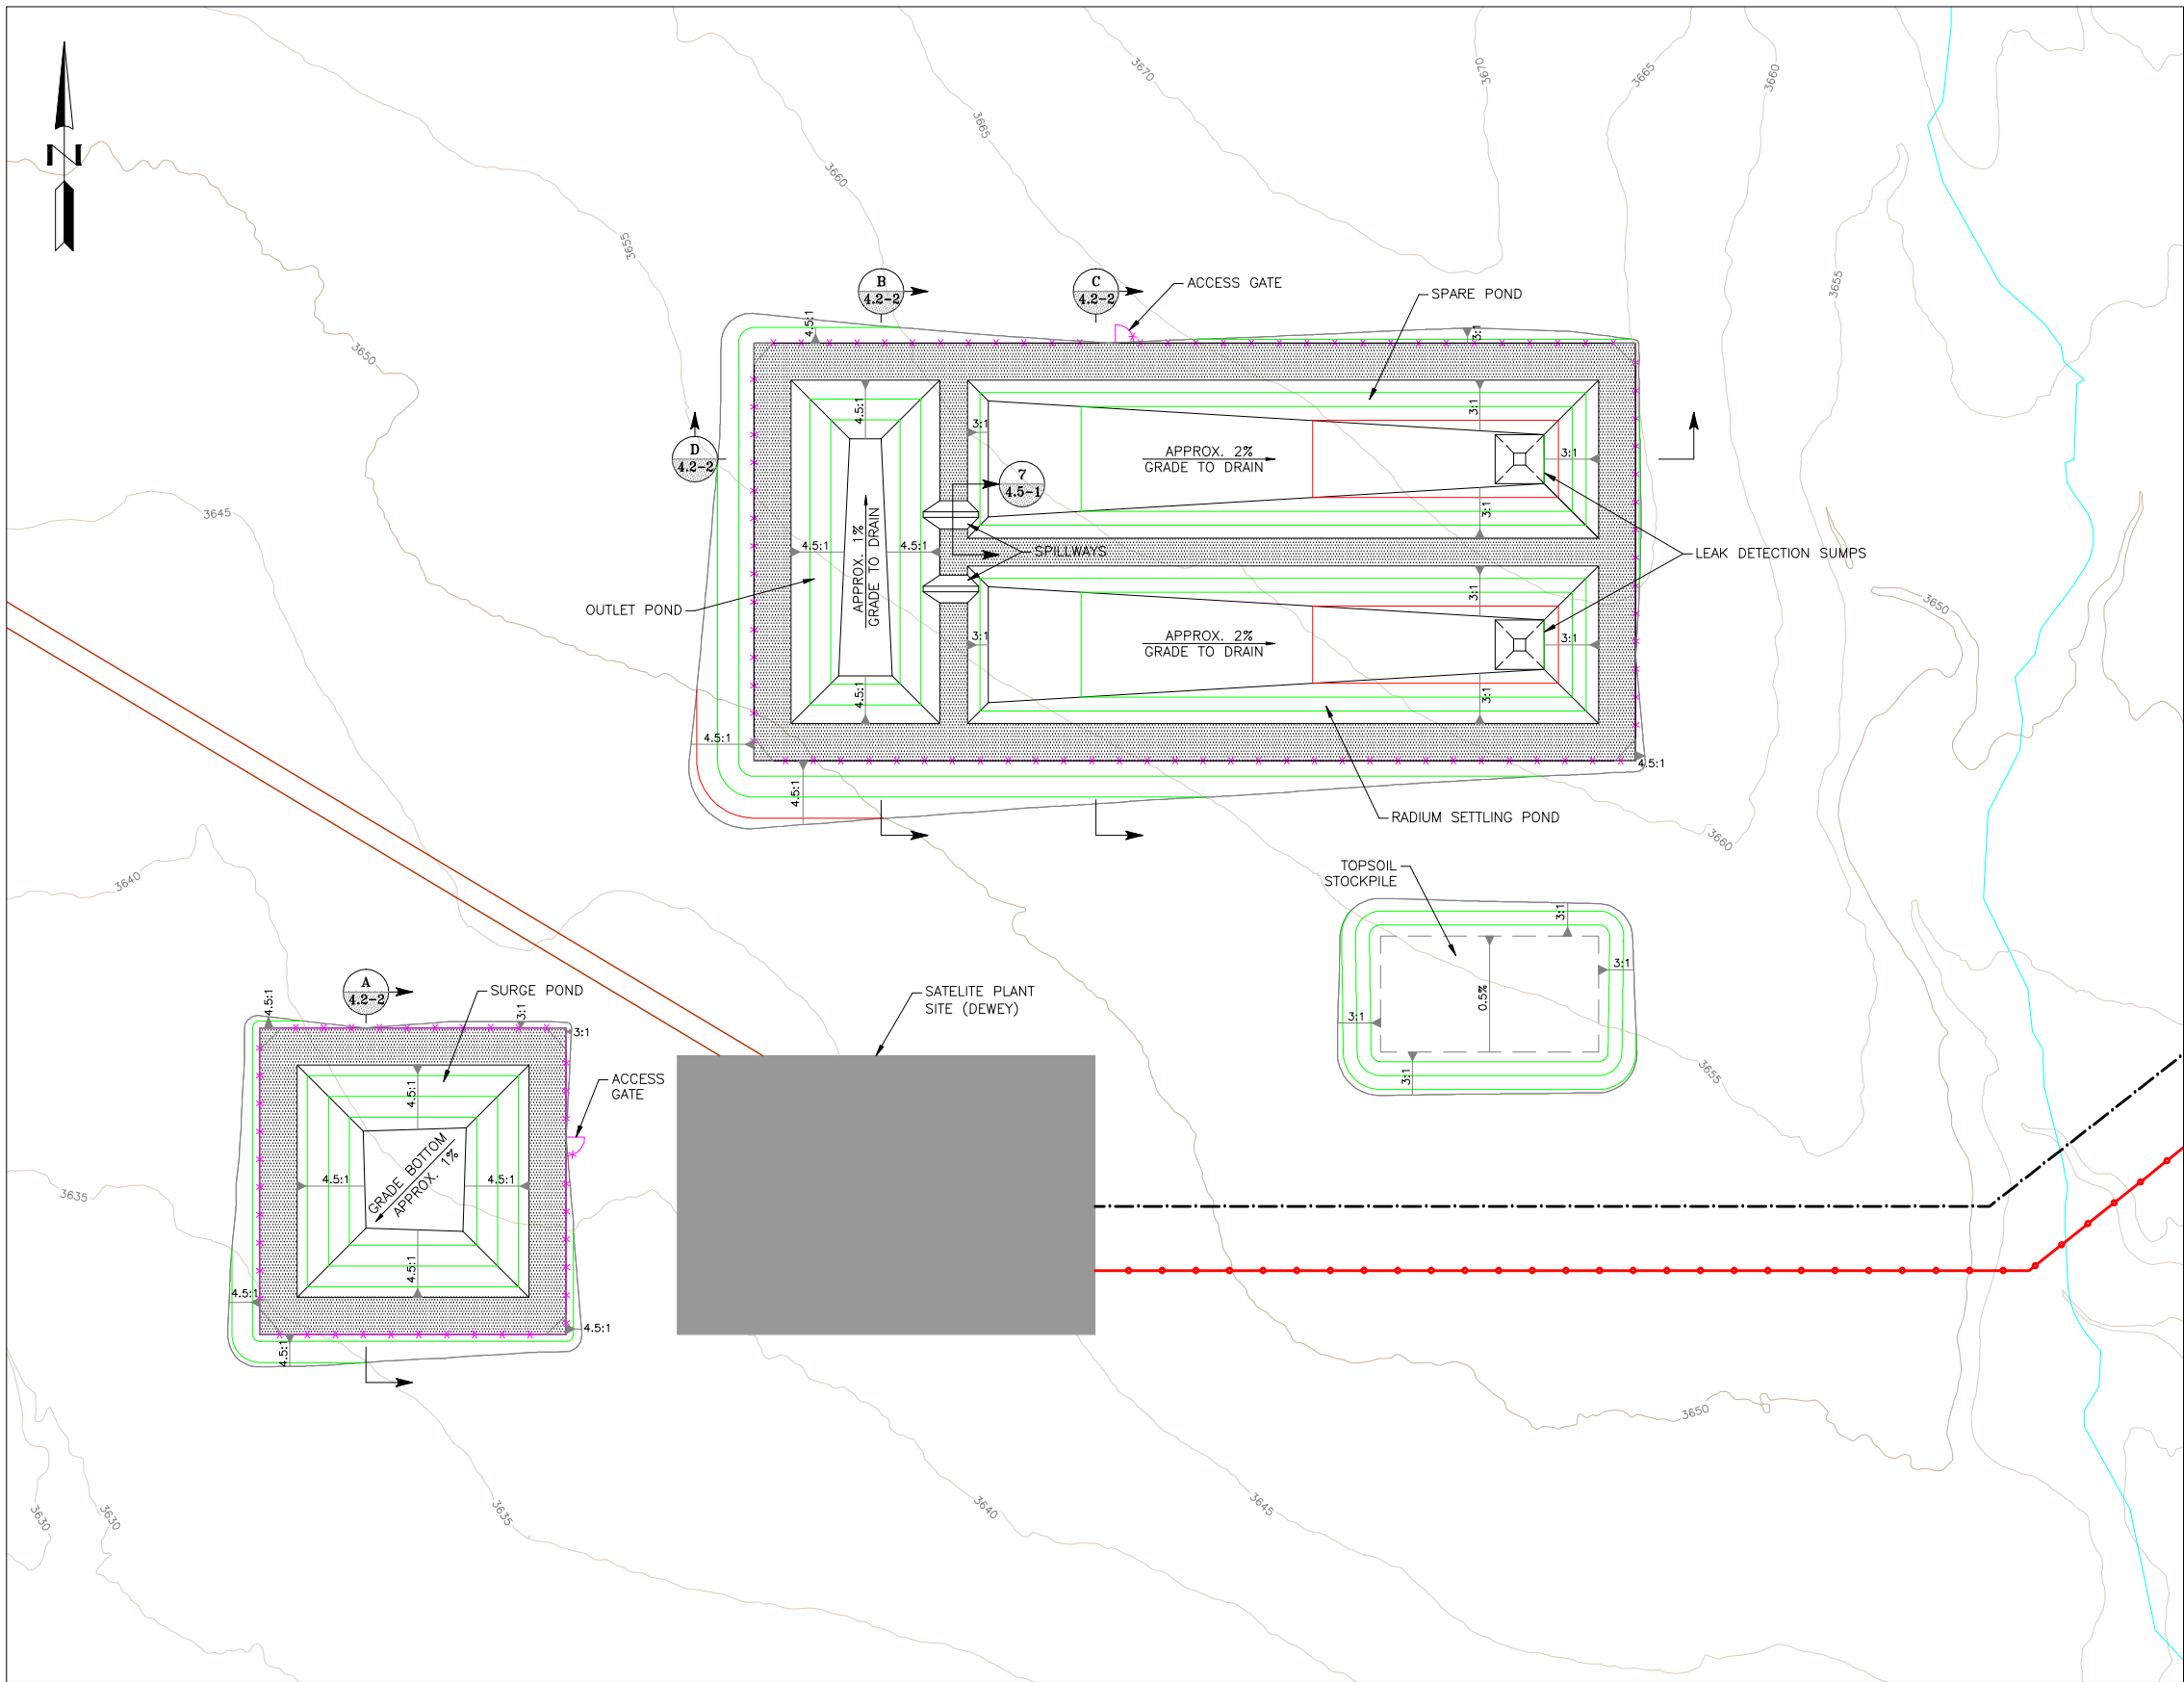 N
3670
3670
3665
3660
3665
3660
3655
3655
3650
3645
3650
3640
3660
3655
3635
3650
3630
3630
3635
3640
3645
B
4.2-2
C
4.2-2
ACCESS GATE
SPARE POND
4.5:1
3:1
D
4.2-2
4.5:1
3:1
3:1
APPROX. 2%
GRADE TO DRAIN
3:1
7
4.5-1
3:1
4.5:1
APPROX. 1%
GRADE TO DRAIN
4.5:1
SPILLWAYS
LEAK DETECTION SUMPS
OUTLET POND
3:1
3:1
APPROX. 2%
GRADE TO DRAIN
3:1
4.5:1
3:1
4.5:1
4.5:1
4.5:1
RADIUM SETTLING POND
TOPSOIL
STOCKPILE
3:1
3:1
0.5%
3:1
3:1
A
4.2-2
SURGE POND
4.5:1
3:1
3:1
SATELITE PLANT
SITE (DEWEY)
ACCESS
GATE
4.5:1
GRADE BOTTOM
APPROX. 1%
4.5:1
4.5:1
4.5:1
4.5:1
4.5:1
4.5:1